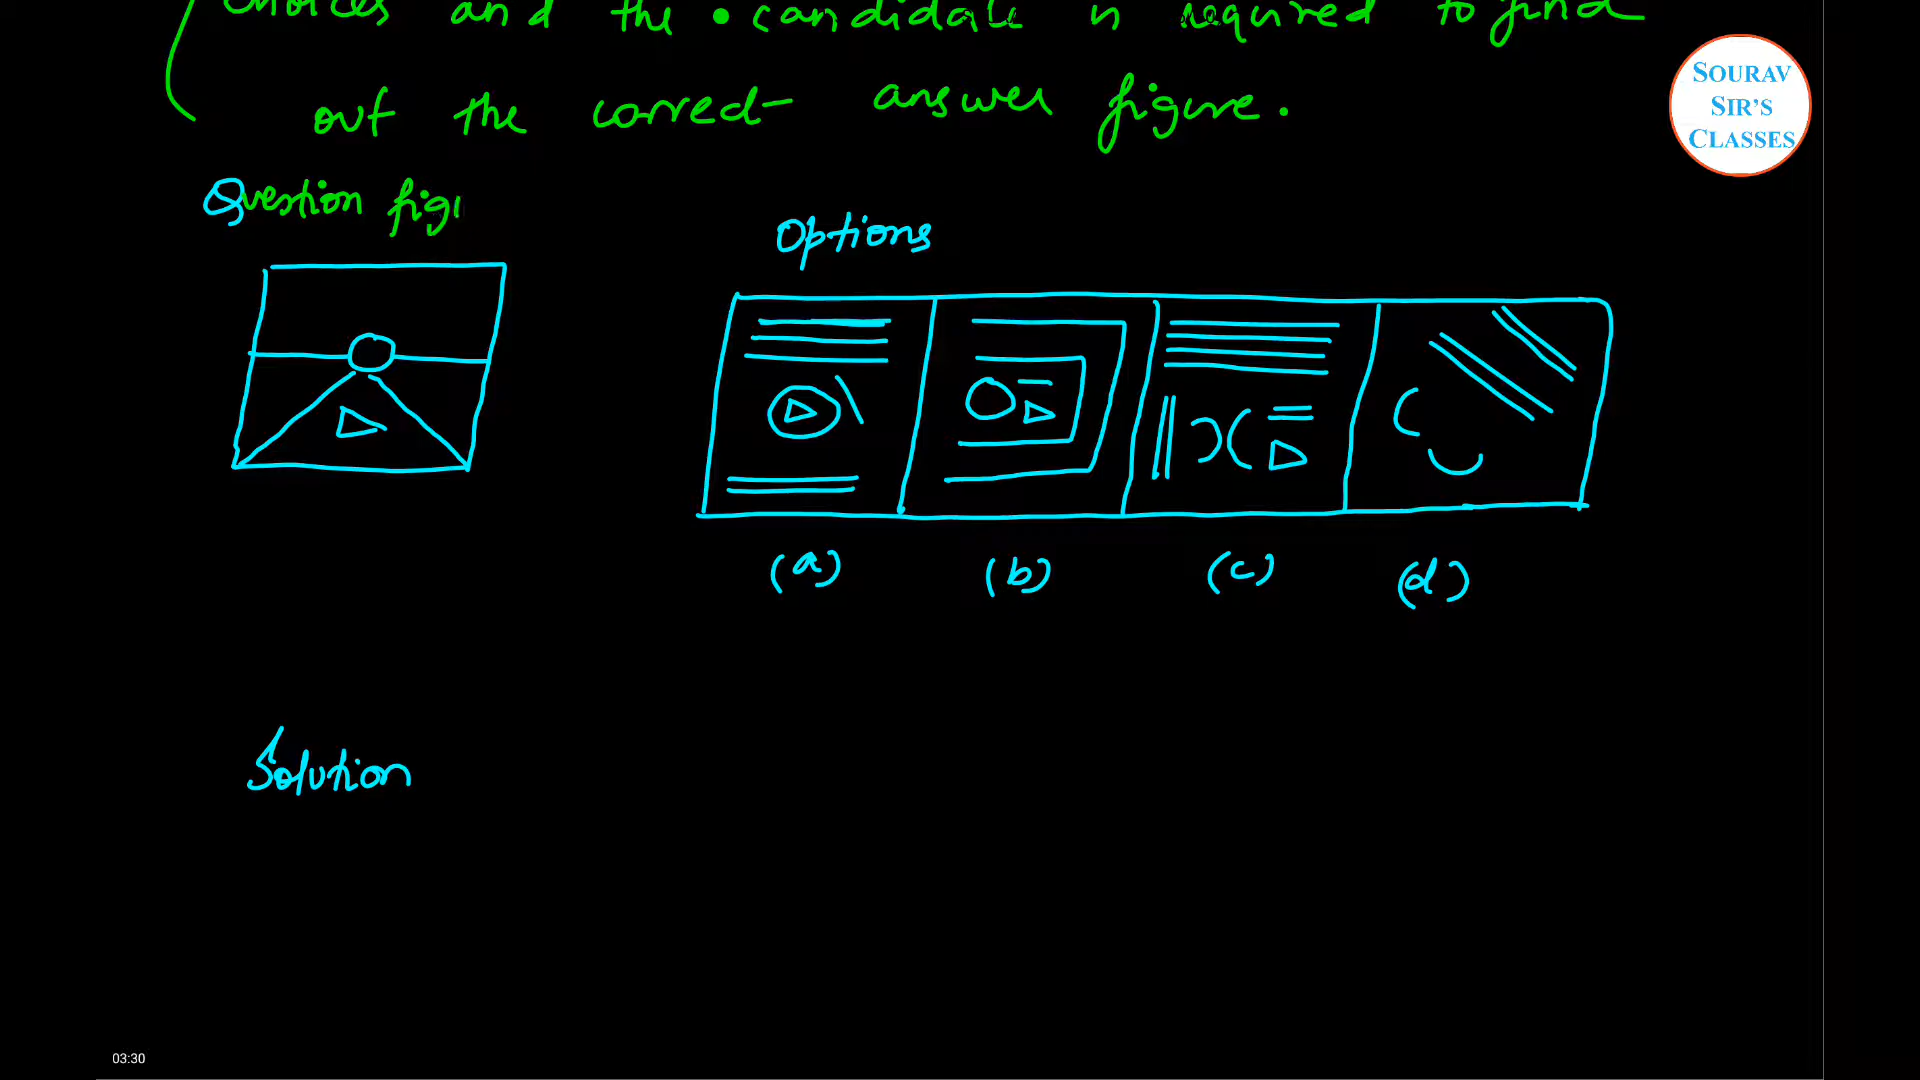 choices and the candidate is required to find
out the correct answer figure.
SOURAV
SIR'S
CLASSES
Question figu
Options
(a) (b) (c) (d)
Solution
03:30